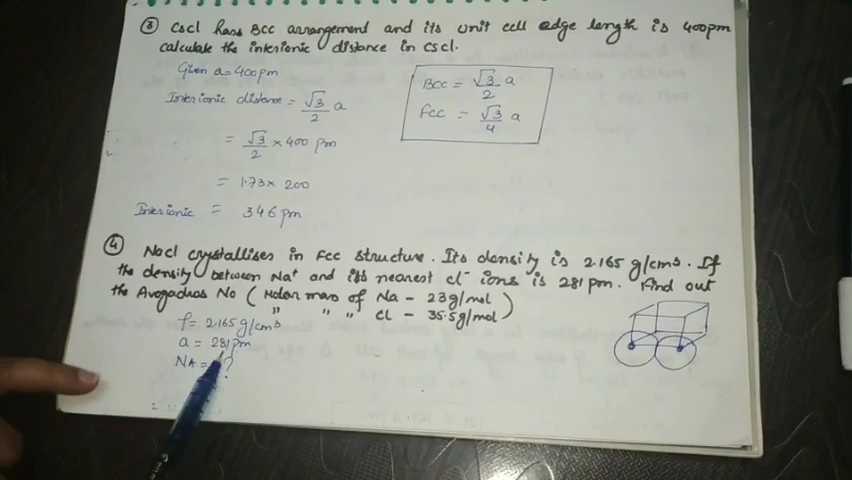 ③ CsCl has BCC arrangement and its unit cell edge length is 400pm
calculate the interionic distance in CsCl.
Given a=400pm
Interionic distance = √3/2 a
= √3/2 × 400 pm
= 1.73 × 200
Interionic = 346 pm
BCC = √3/2 a
FCC = √3/4 a
④ NaCl crystallises in FCC structure. Its density is 2.165 g/cm³. If
the density between Na⁺ and its nearest Cl⁻ ions is 281 pm. Find out
the Avogadros No (Molar mass of Na - 23g/mol)
" " " Cl - 35.5g/mol)
f = 2.165 g/cm³
a = 281pm
NA = ?